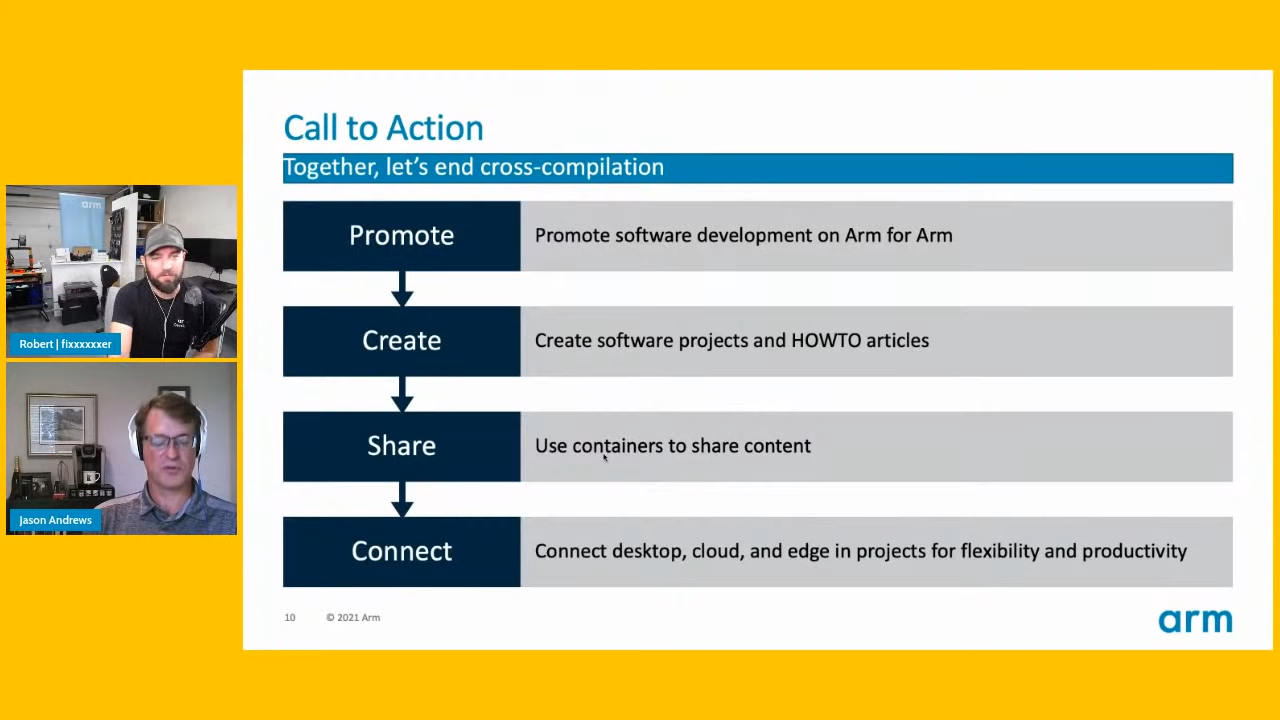 Call to Action
Together, let's end cross-compilation
Promote
Promote software development on Arm for Arm
Create
Create software projects and HOWTO articles
Share
Use containers to share content
Connect
Connect desktop, cloud, and edge in projects for flexibility and productivity
10
© 2021 Arm
arm
arm
Robert | fixxxxxxer
Jason Andrews